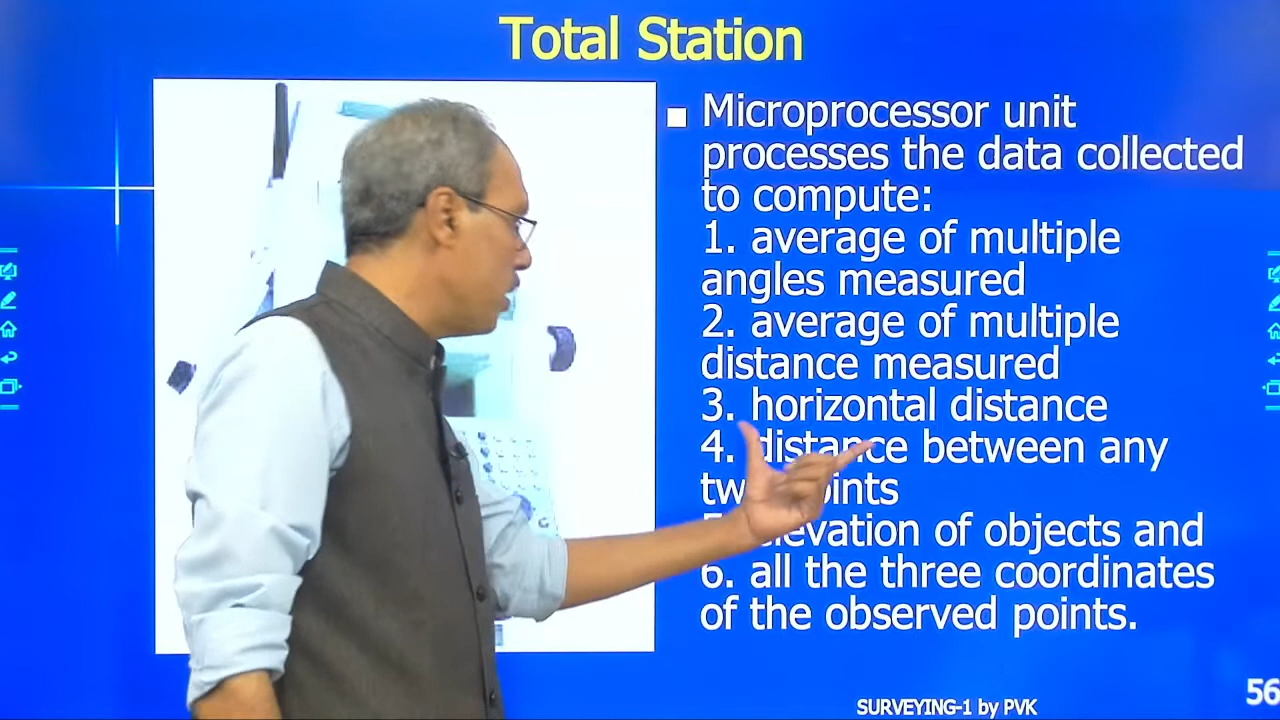 Total Station
Microprocessor unit
processes the data collected
to compute:
1. average of multiple
angles measured
2. average of multiple
distance measured
3. horizontal distance
4. distance between any
points
elevation of objects and
6. all the three coordinates
of the observed points.
SURVEYING-1 by PVK
56